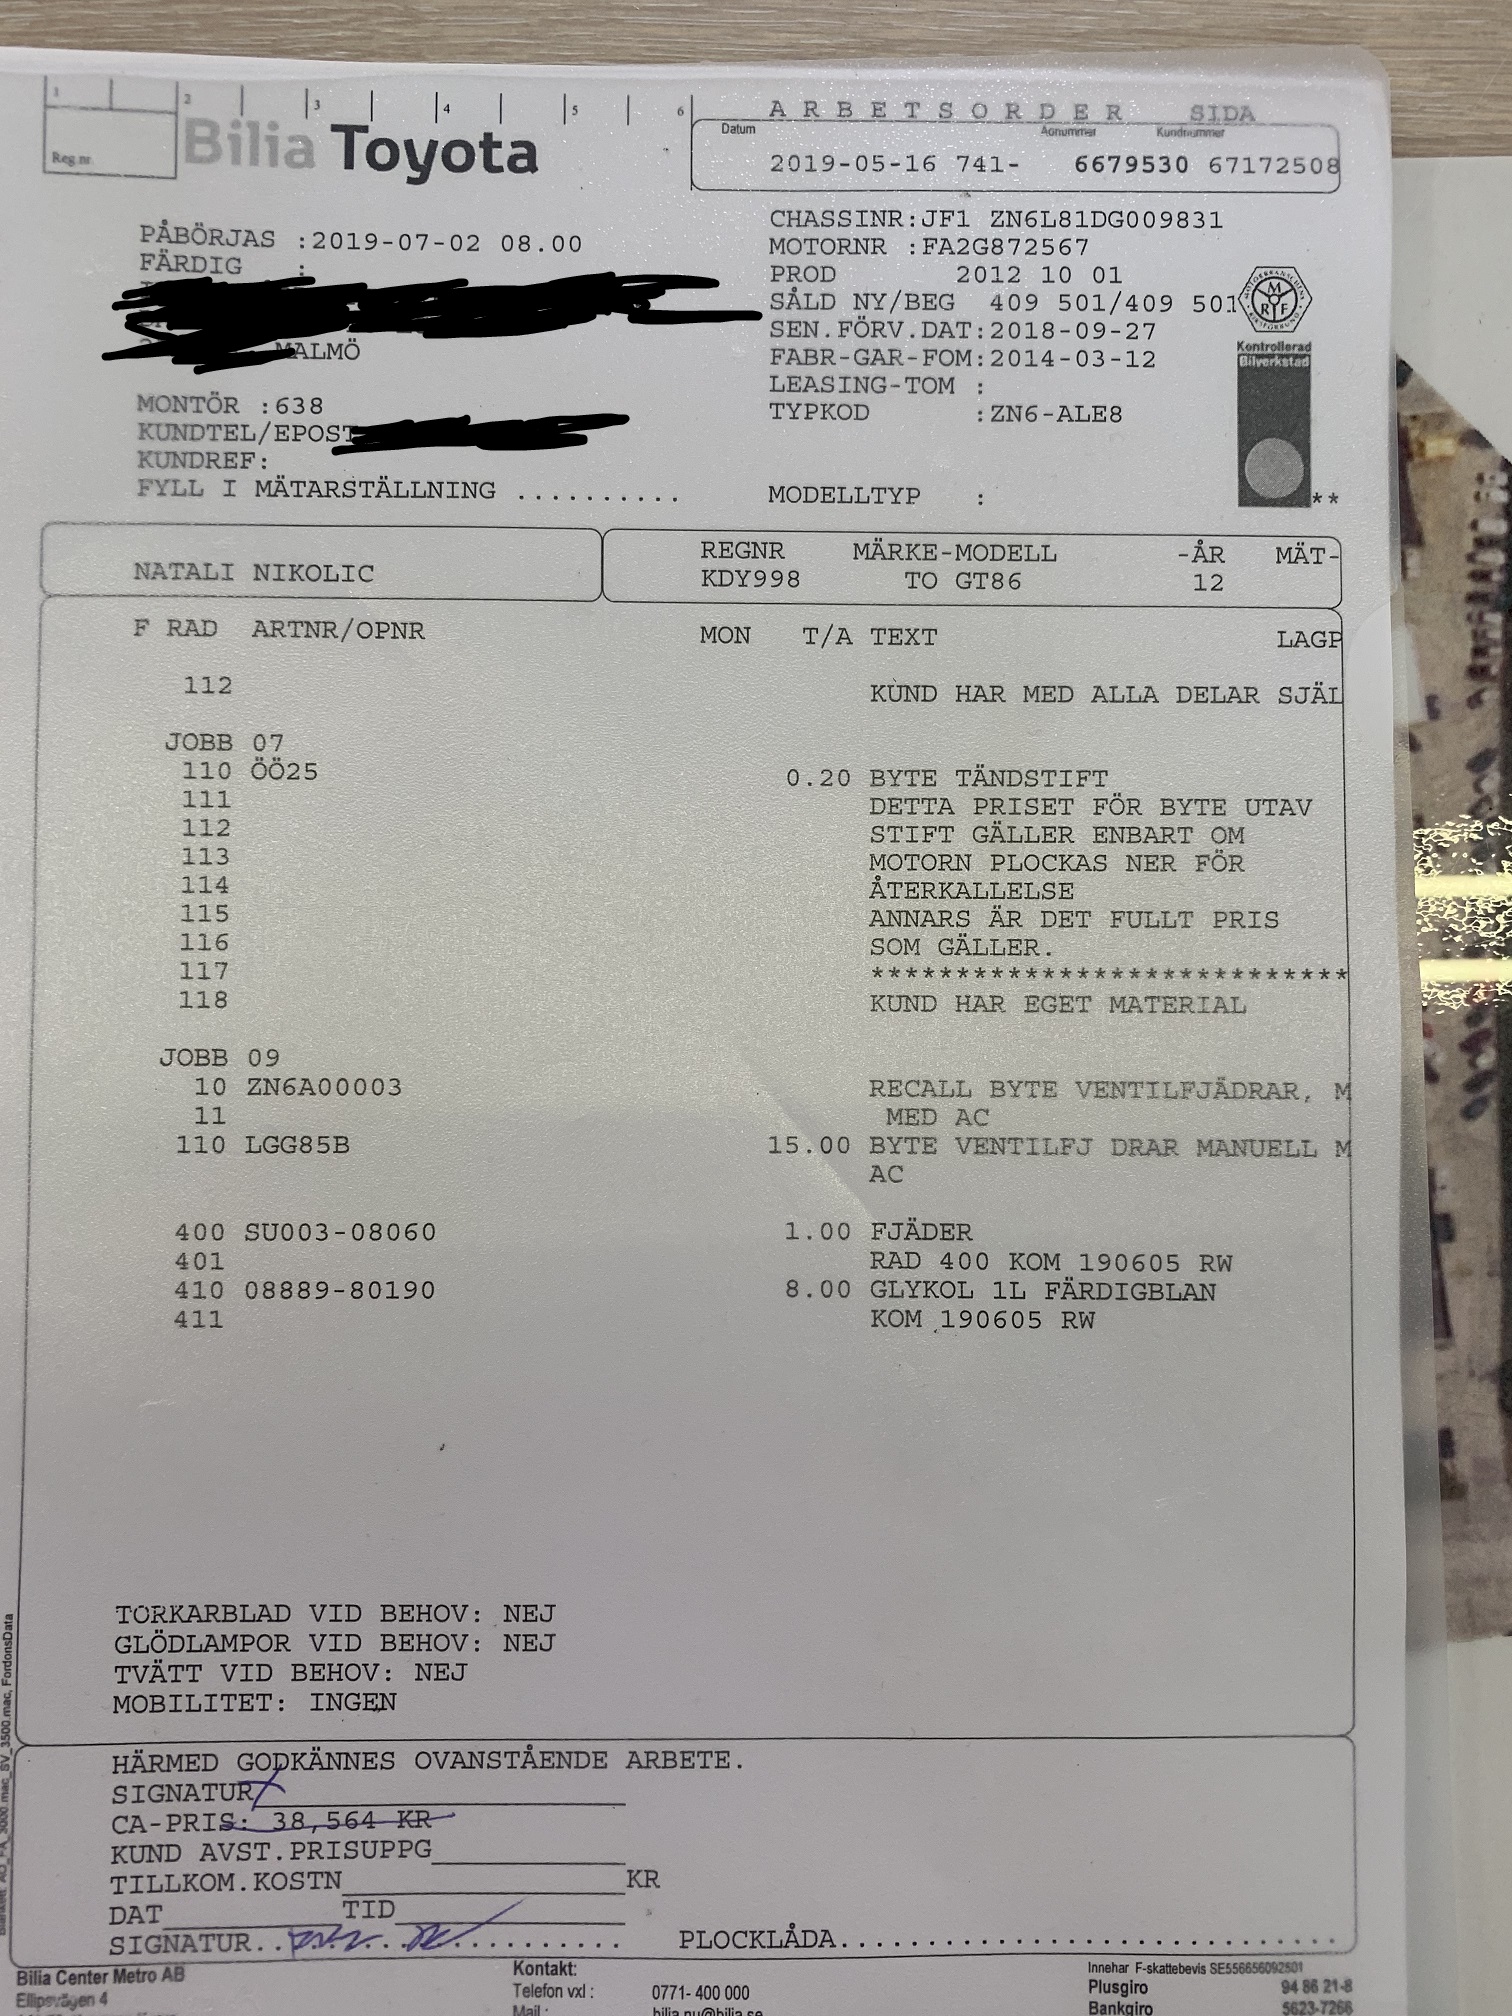 1 2 3 4 5 6
Reg.nr.
Bilia Toyota
ARBETSORDER SIDA
Datum Aonummer Kundnummer
2019-05-16 741- 6679530 67172508
PÅBÖRJAS :2019-07-02 08.00
FÄRDIG :
MALMÖ
MONTÖR :638
KUNDTEL/EPOST
KUNDREF:
FYLL I MÄTARSTÄLLNING ..........
CHASSINR:JF1 ZN6L81DG009831
MOTORNR :FA2G872567
PROD 2012 10 01
SÅLD NY/BEG 409 501/409 501
SEN.FÖRV.DAT:2018-09-27
FABR-GAR-FOM:2014-03-12
LEASING-TOM :
TYPKOD :ZN6-ALE8
MODELLTYP : **
MRF
Kontrollerad
Bilverkstad
NATALI NIKOLIC
REGNR MÄRKE-MODELL -ÅR MÄT-
KDY998 TO GT86 12
F RAD ARTNR/OPNR MON T/A TEXT LAGP
112 KUND HAR MED ALLA DELAR SJÄL
JOBB 07
110 ÖÖ25 0.20 BYTE TÄNDSTIFT
111 DETTA PRISET FÖR BYTE UTAV
112 STIFT GÄLLER ENBART OM
113 MOTORN PLOCKAS NER FÖR
114 ÅTERKALLELSE
115 ANNARS ÄR DET FULLT PRIS
116 SOM GÄLLER.
117 ****************************
118 KUND HAR EGET MATERIAL
JOBB 09
10 ZN6A00003 RECALL BYTE VENTILFJÄDRAR, M
11 MED AC
110 LGG85B 15.00 BYTE VENTILFJ DRAR MANUELL M
AC
400 SU003-08060 1.00 FJÄDER
401 RAD 400 KOM 190605 RW
410 08889-80190 8.00 GLYKOL 1L FÄRDIGBLAN
411 KOM 190605 RW
TORKARBLAD VID BEHOV: NEJ
GLÖDLAMPOR VID BEHOV: NEJ
TVÄTT VID BEHOV: NEJ
MOBILITET: INGEN
HÄRMED GODKÄNNES OVANSTÅENDE ARBETE.
SIGNATUR
CA-PRIS: 38,564 KR
KUND AVST.PRISUPPG
TILLKOM.KOSTN KR
DAT TID
SIGNATUR..
PLOCKLÅDA.............................
Bilia Center Metro AB
Ellipsvägen 4
Kontakt:
Telefon vxl : 0771- 400 000
Mail :
Innehar F-skattebevis SE556656092801
Plusgiro 94 86 21-8
Bankgiro 5623-7266